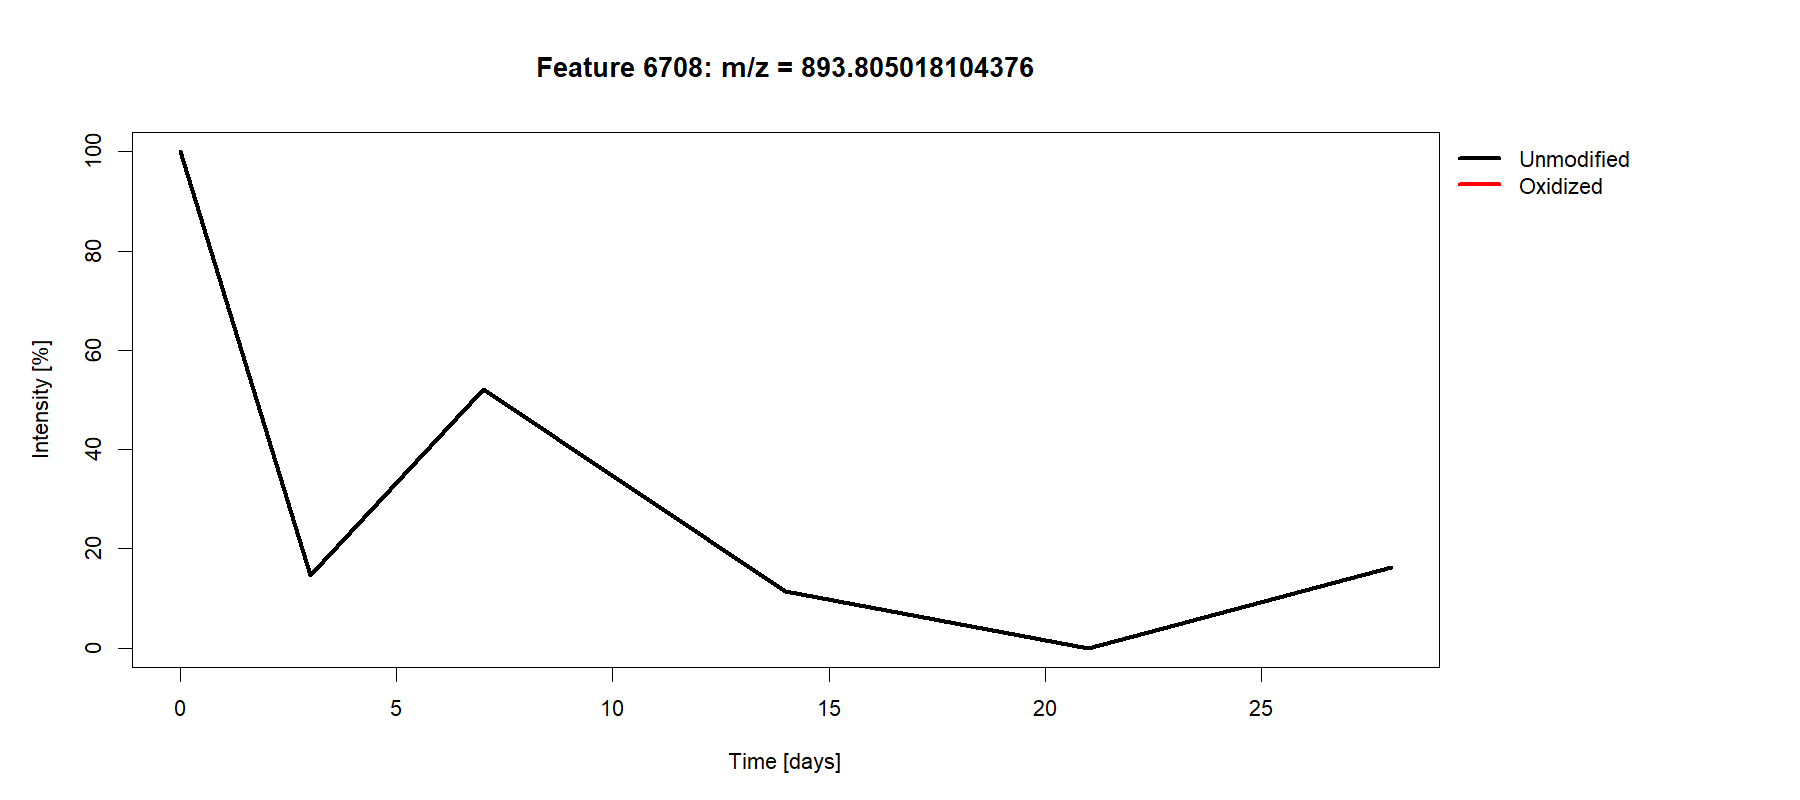 Feature 6708: m/z = 893.805018104376
Unmodified
Oxidized
Intensity [%]
100
80
60
40
20
0
0 5 10 15 20 25
Time [days]